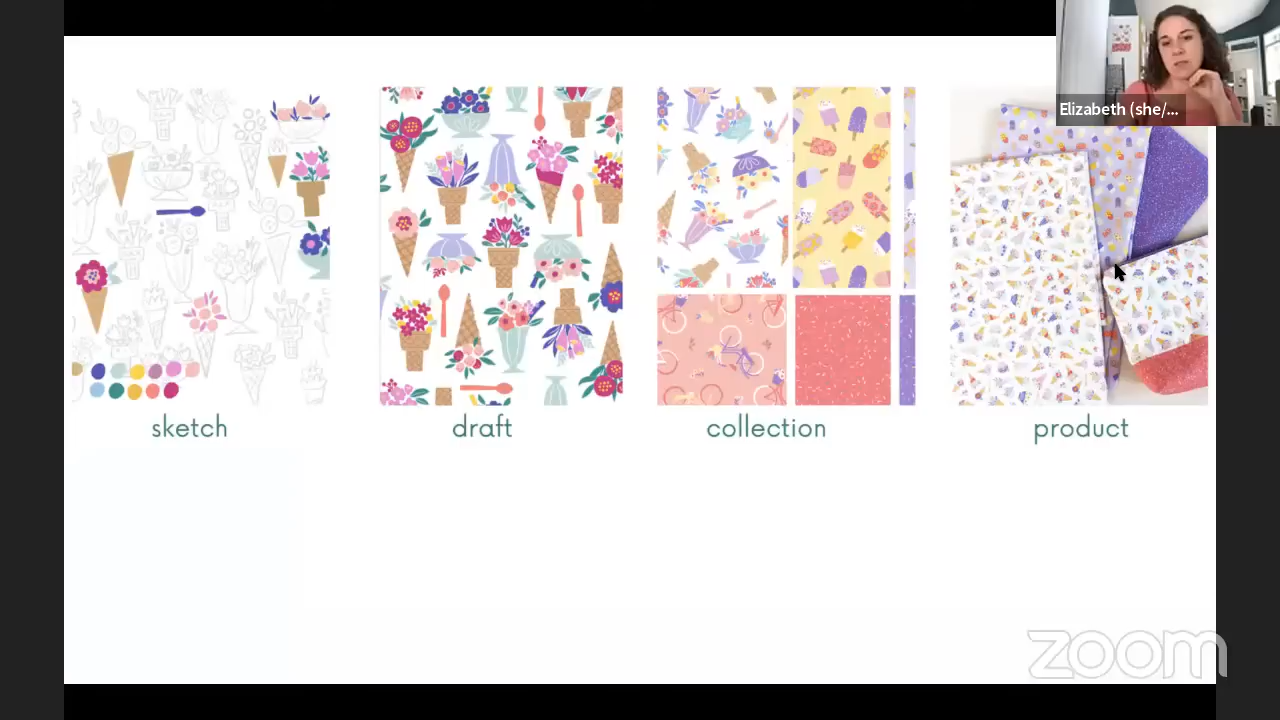 Elizabeth (she/...
sketch
draft
collection
product
zoom